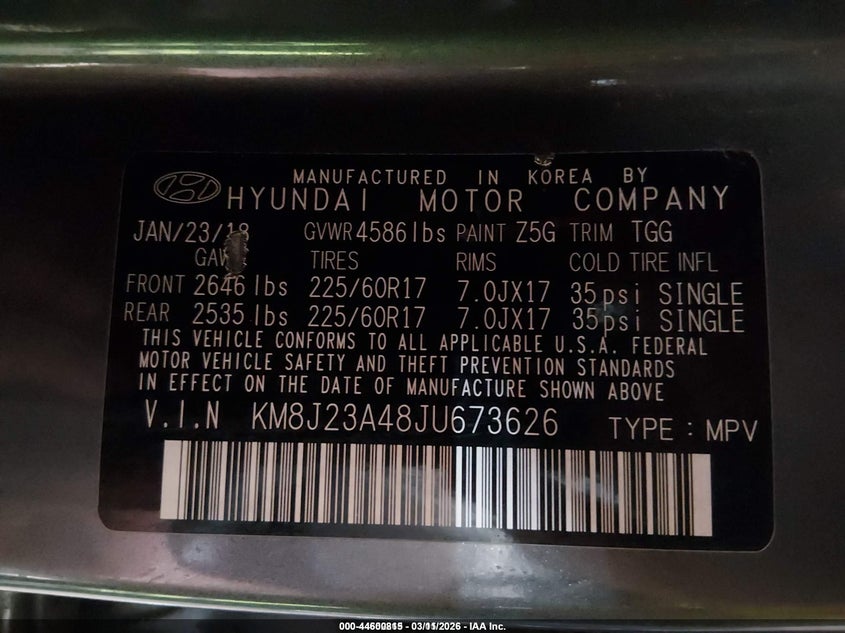 MANUFACTURED IN KOREA BY
HYUNDAI MOTOR COMPANY
JAN/23/18 GVWR 4586 lbs PAINT Z5G TRIM TGG
TIRES RIMS COLD TIRE INFL
FRONT 2646 lbs 225/60R17 7.0JX17 35psi SINGLE
REAR 2535 lbs 225/60R17 7.0JX17 35psi SINGLE
THIS VEHICLE CONFORMS TO ALL APPLICABLE U.S.A. FEDERAL
MOTOR VEHICLE SAFETY AND THEFT PREVENTION STANDARDS
IN EFFECT ON THE DATE OF MANUFACTURE SHOWN ABOVE
V.I.N KM8J23A48JU673626 TYPE : MPV
- IAA Inc.